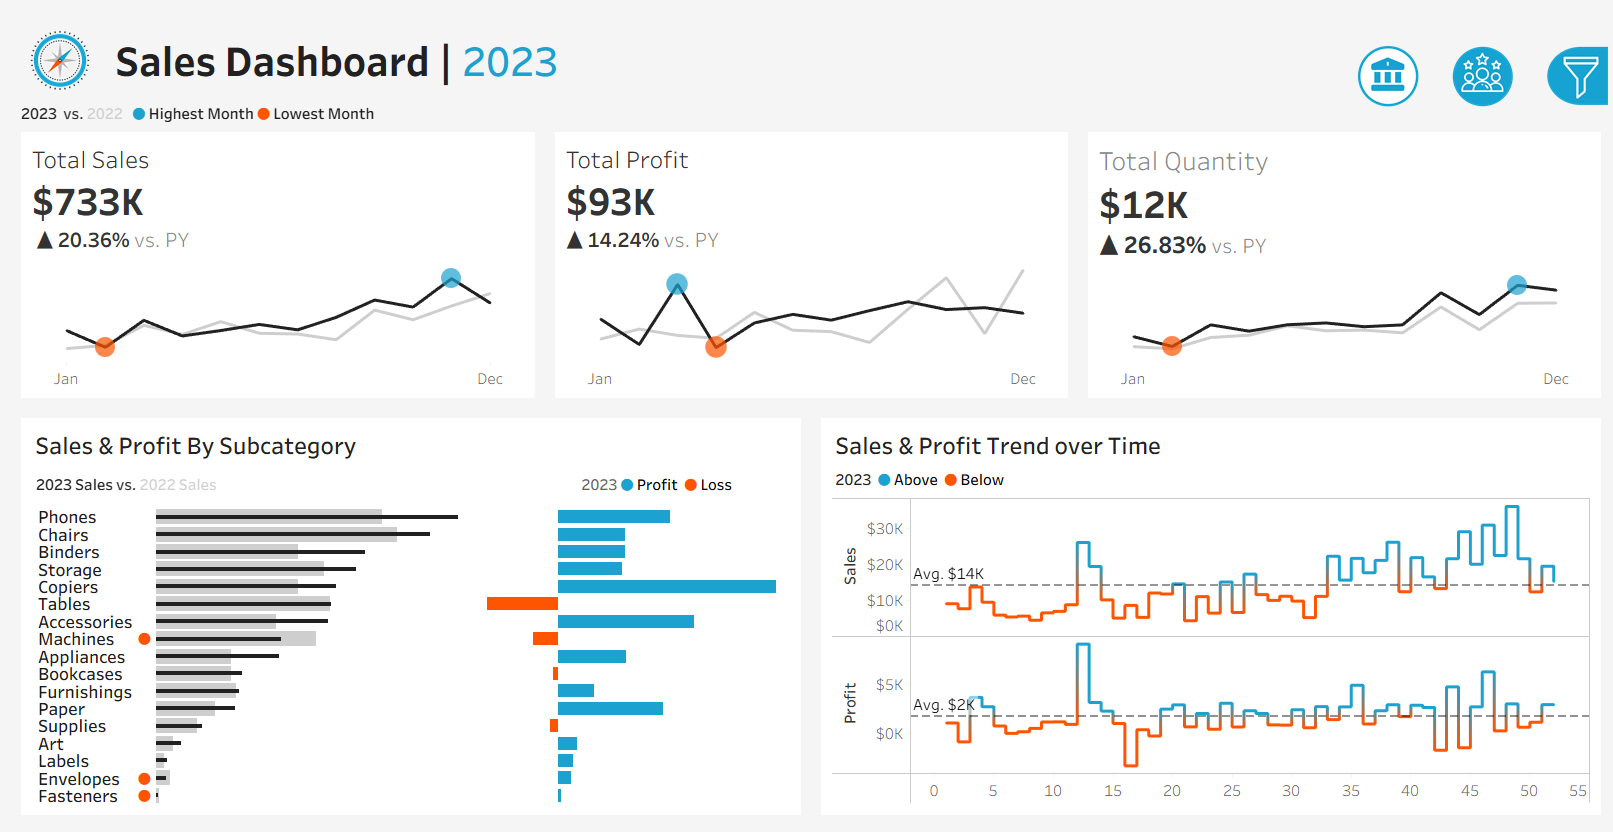 Sales Dashboard | 2023
2023 vs. 2022 Highest Month Lowest Month
Total Sales
$733K
▲ 20.36% vs. PY
Jan Dec
Total Profit
$93K
▲ 14.24% vs. PY
Jan Dec
Total Quantity
$12K
▲ 26.83% vs. PY
Jan Dec
Sales & Profit By Subcategory
2023 Sales vs. 2022 Sales
2023 Profit Loss
Phones
Chairs
Binders
Storage
Copiers
Tables
Accessories
Machines
Appliances
Bookcases
Furnishings
Paper
Supplies
Art
Labels
Envelopes
Fasteners
Sales & Profit Trend over Time
2023 Above Below
Sales
$30K
$20K
$10K
$0K
Avg. $14K
Profit
$5K
$0K
Avg. $2K
0 5 10 15 20 25 30 35 40 45 50 55